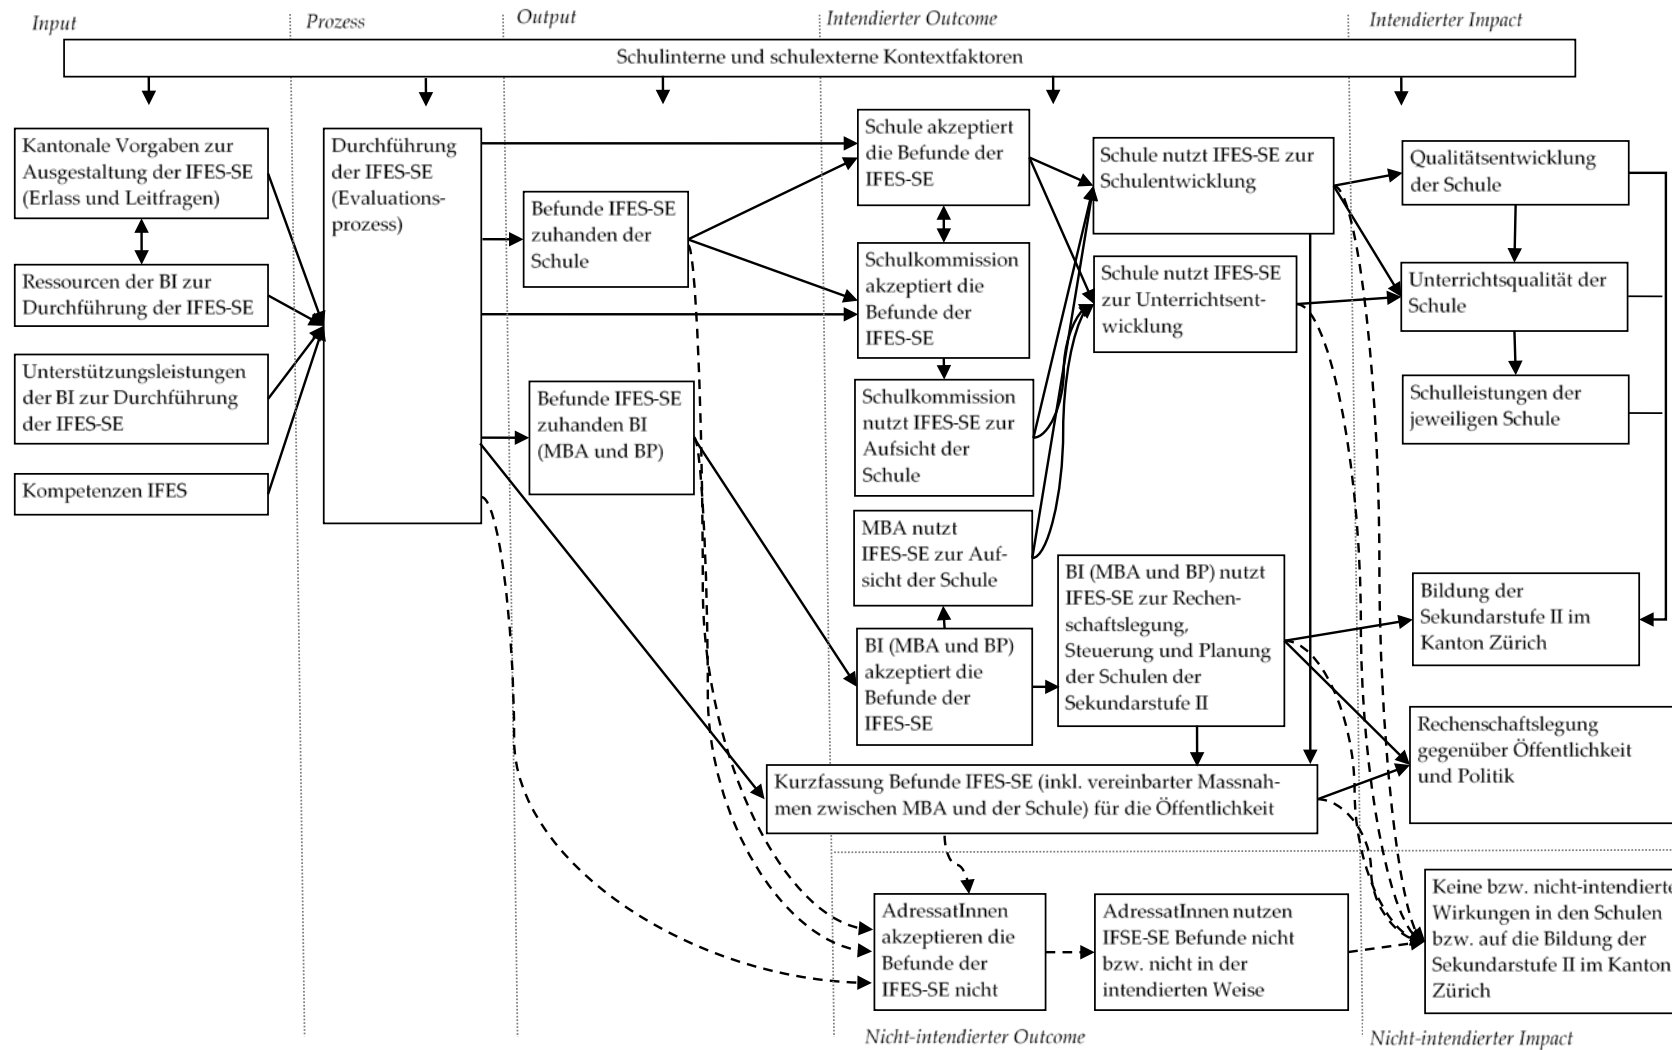 Input
Prozess
Output
Intendierter Outcome
Intendierter Impact
Schulinterne und schulexterne Kontextfaktoren
Kantonale Vorgaben zur
Ausgestaltung der IFES-SE
(Erlass und Leitfragen)
Ressourcen der BI zur
Durchführung der IFES-SE
Unterstützungsleistungen
der BI zur Durchführung
der IFES-SE
Kompetenzen IFES
Durchführung
der IFES-SE
(Evaluations-
prozess)
Befunde IFES-SE
zuhanden der
Schule
Befunde IFES-SE
zuhanden BI
(MBA und BP)
Schule akzeptiert
die Befunde der
IFES-SE
Schulkommission
akzeptiert die
Befunde der
IFES-SE
Schulkommission
nutzt IFES-SE zur
Aufsicht der
Schule
MBA nutzt
IFES-SE zur Auf-
sicht der Schule
BI (MBA und BP)
akzeptiert die
Befunde der
IFES-SE
Schule nutzt IFES-SE zur
Schulentwicklung
Schule nutzt IFES-SE
zur Unterrichtsent-
wicklung
BI (MBA und BP) nutzt
IFES-SE zur Rechen-
schaftslegung,
Steuerung und Planung
der Schulen der
Sekundarstufe II
Kurzfassung Befunde IFES-SE (inkl. vereinbarter Massnah-
men zwischen MBA und der Schule) für die Öffentlichkeit
Qualitätsentwicklung
der Schule
Unterrichtsqualität der
Schule
Schulleistungen der
jeweiligen Schule
Bildung der
Sekundarstufe II im
Kanton Zürich
Rechenschaftslegung
gegenüber Öffentlichkeit
und Politik
AdressatInnen
akzeptieren die
Befunde der
IFES-SE nicht
AdressatInnen nutzen
IFSE-SE Befunde nicht
bzw. nicht in der
intendierten Weise
Keine bzw. nicht-intendierte
Wirkungen in den Schulen
bzw. auf die Bildung der
Sekundarstufe II im Kanton
Zürich
Nicht-intendierter Outcome
Nicht-intendierter Impact